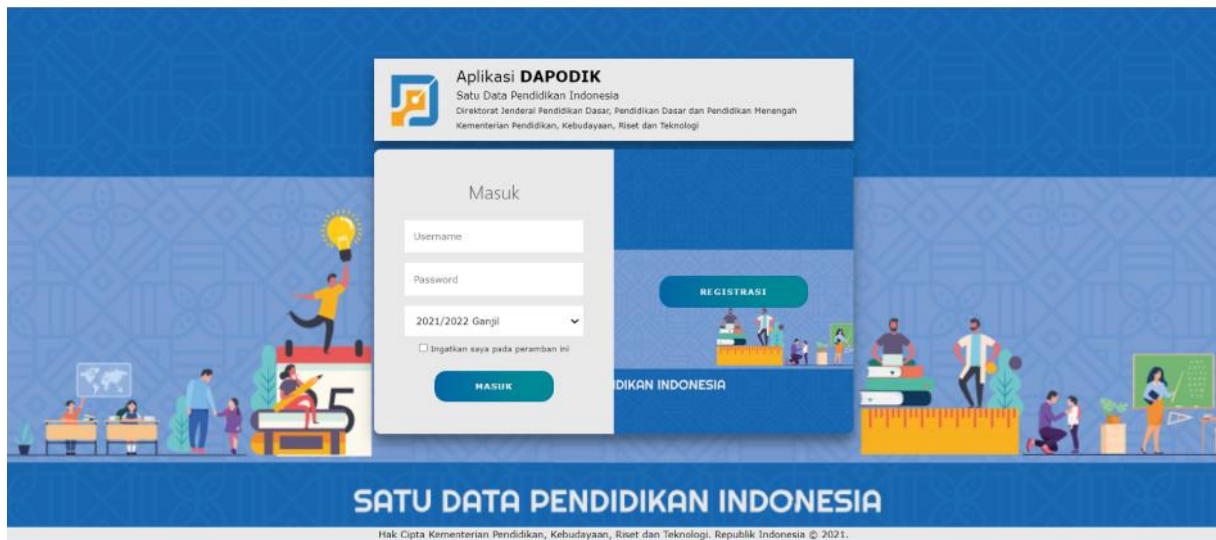 Aplikasi DAPODIK
Satu Data Pendidikan Indonesia
Direktorat Jenderal Pendidikan Dasar, Pendidikan Dasar dan Pendidikan Menengah
Kementerian Pendidikan, Kebudayaan, Riset dan Teknologi
Masuk
Username
Password
2021/2022 Ganjil
Ingatkan saya pada peramban ini
MASUK
REGISTRASI
IDIKAN INDONESIA
SATU DATA PENDIDIKAN INDONESIA
Hak Cipta Kementerian Pendidikan, Kebudayaan, Riset dan Teknologi. Republik Indonesia © 2021.